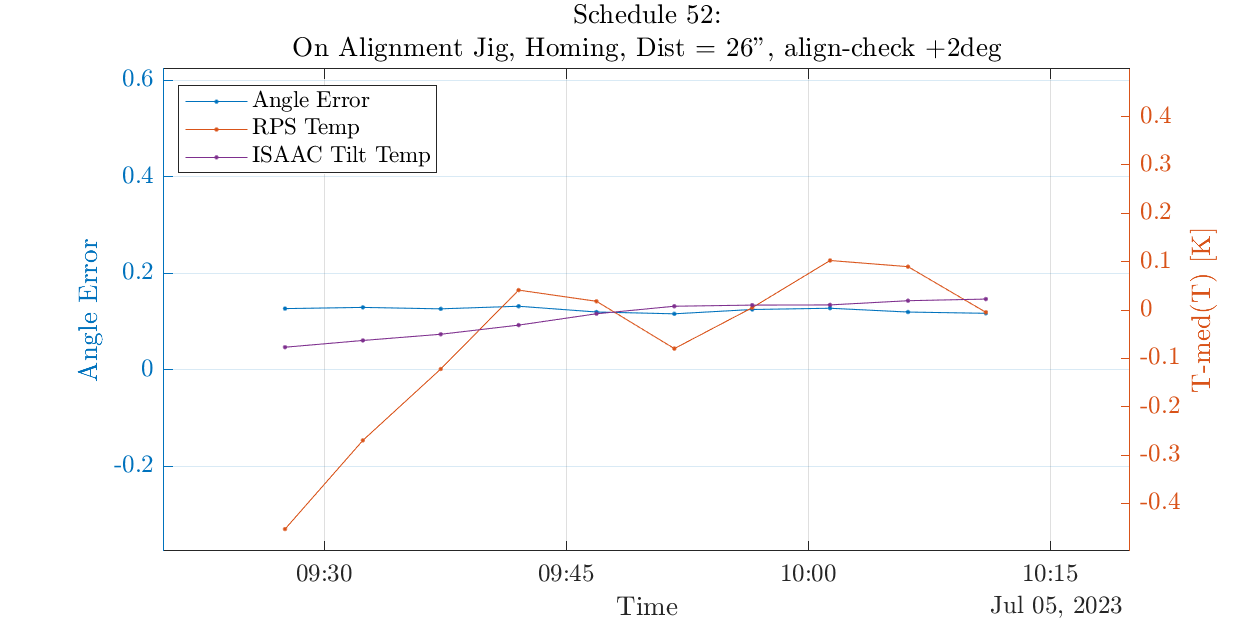 Schedule 52:
On Alignment Jig, Homing, Dist = 26", align-check +2deg
0.6
0.4
0.2
0
-0.2
Angle Error
Angle Error
RPS Temp
ISAAC Tilt Temp
0.4
0.3
0.2
0.1
0
-0.1
-0.2
-0.3
-0.4
T-med(T) [K]
09:30
09:45
10:00
10:15
Time
Jul 05, 2023